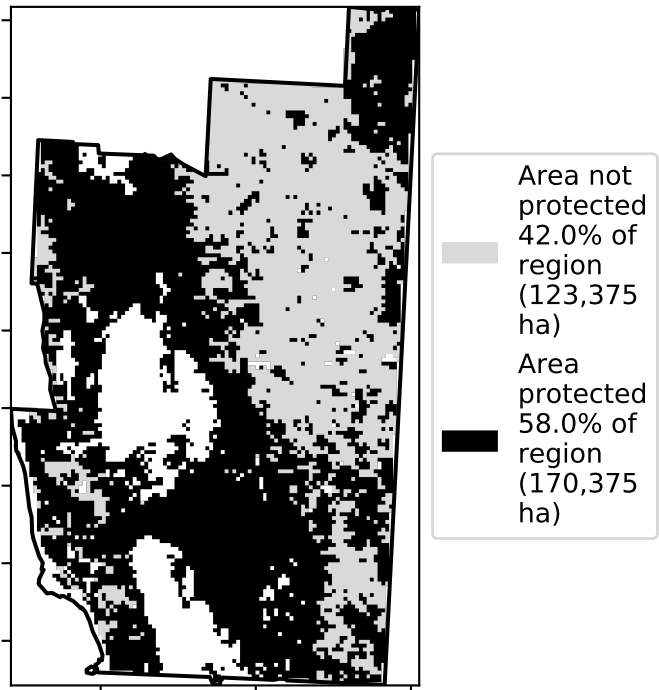 Area not
protected
42.0% of
region
(123,375
ha)
Area
protected
58.0% of
region
(170,375
ha)